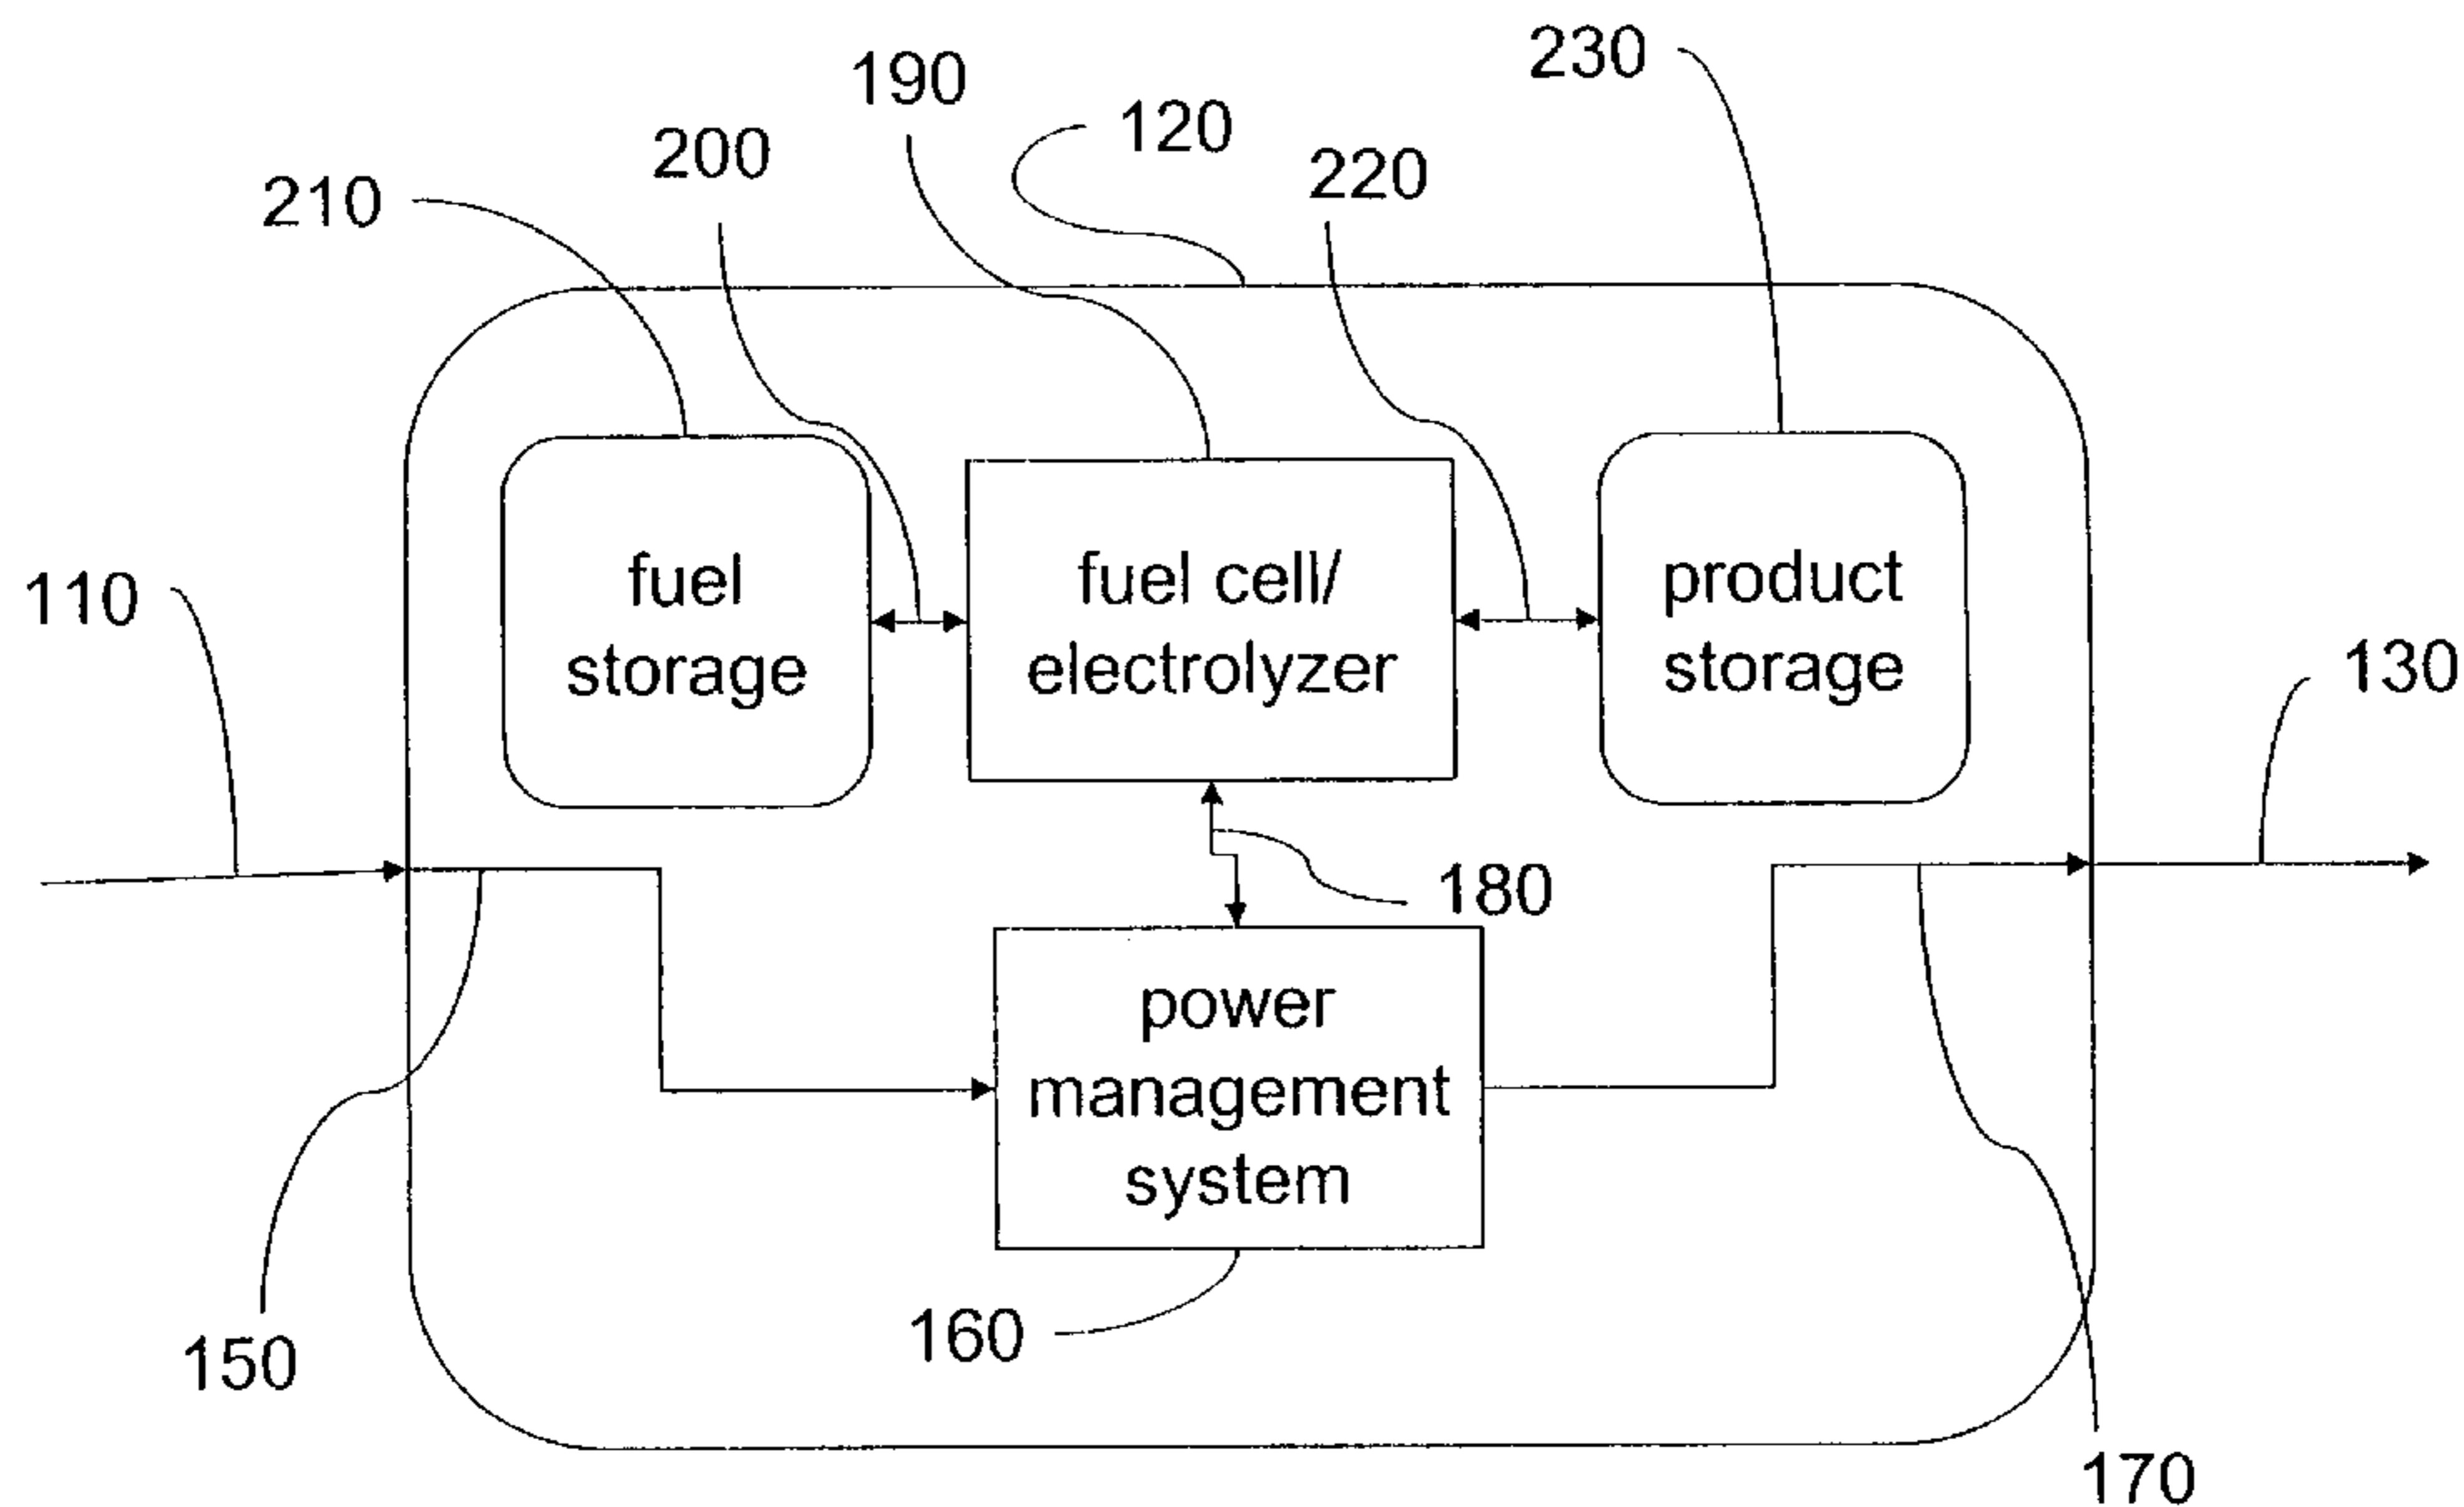 230
190
120
200
220
210
fuel
storage
fuel cell/
electrolyzer
product
storage
110
130
180
power
management
system
160
150
170